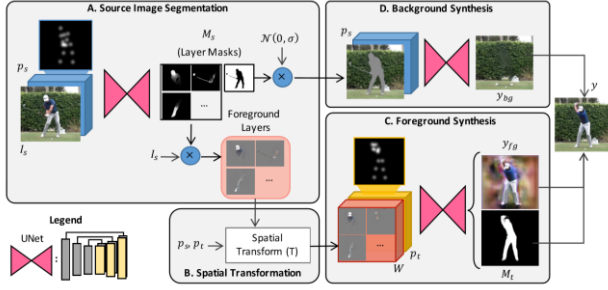 A. Source Image Segmentation
p_s
I_s
M_s
(Layer Masks)
...
𝒩(0, σ)
×
Foreground
Layers
I_s
×
...
Legend
UNet
:
p_s, p_t
Spatial
Transform (T)
B. Spatial Transformation
D. Background Synthesis
p_s
y_bg
C. Foreground Synthesis
...
W
p_t
y_fg
M_t
y